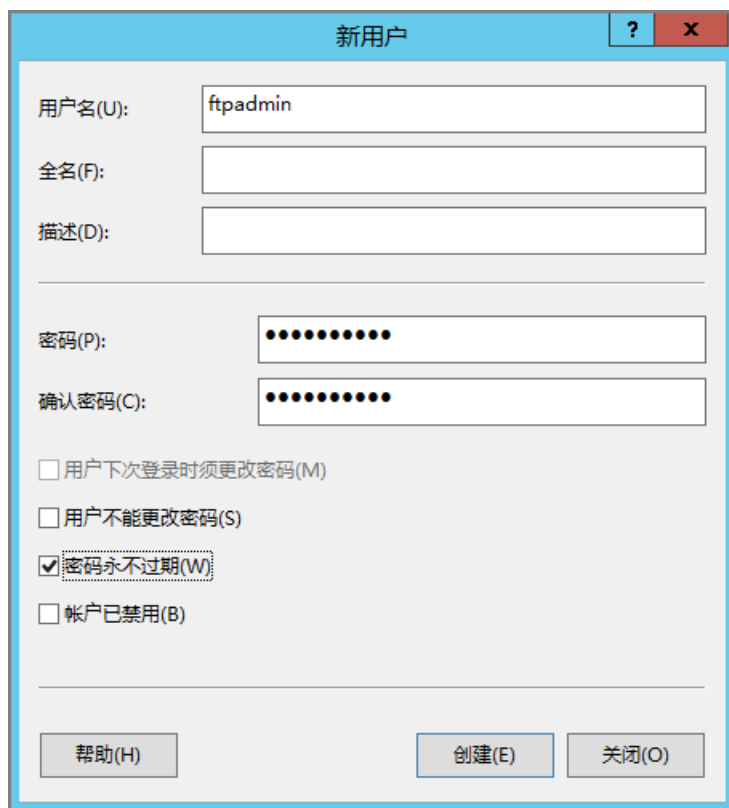 新用户
?
x
用户名(U):
ftpadmin
全名(F):
描述(D):
密码(P):
●●●●●●●●●●
确认密码(C):
●●●●●●●●●●
用户下次登录时须更改密码(M)
用户不能更改密码(S)
密码永不过期(W)
帐户已禁用(B)
帮助(H)
创建(E)
关闭(O)